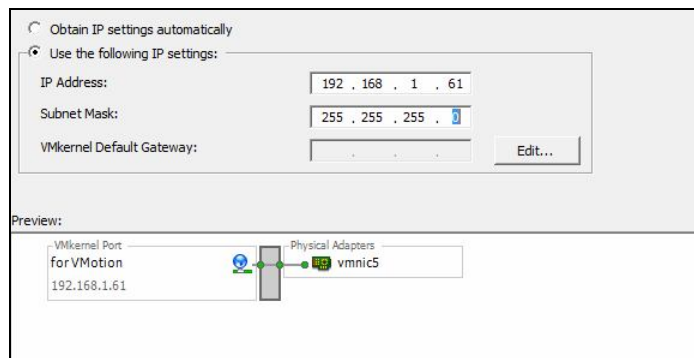 Obtain IP settings automatically
Use the following IP settings:
IP Address: 192 . 168 . 1 . 61
Subnet Mask: 255 . 255 . 255 . 0
VMkernel Default Gateway: . . . Edit...
Preview:
VMkernel Port Physical Adapters
for VMotion vmnic5
192.168.1.61